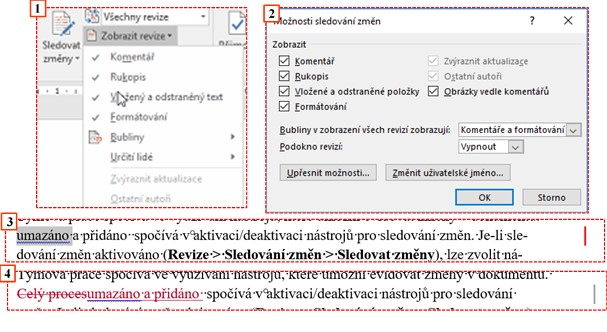 1
Všechny revize
Zobrazit revize
Sledovat
změny
Komentář
Rukopis
Vložený a odstraněný text
Formátování
Bubliny
Určití lidé
Zvýraznit aktualizace
Ostatní autoři
2
Možnosti sledování změn
?
Zobrazit
Komentář
Zvýraznit aktualizace
Rukopis
Ostatní autoři
Vložené a odstraněné položky
Obrázky vedle komentářů
Formátování
Bubliny v zobrazení všech revizí zobrazují:
Komentáře a formátování
Podokno revizí:
Vypnout
Upřesnit možnosti...
Změnit uživatelské jméno...
OK
Storno
3
umazáno·a·přidáno··spočívá·v°aktivaci/deaktivaci·nástrojů·pro·sledování·změn.·Je-li·sle-
dování·změn·aktivováno·(Revize·>·Sledování·změn·>·Sledovat·změny),·lze·zvolit·ná-
4
Týmová·práce·spočívá·ve·využívání·nástrojů,·které·umožní·evidovat·změny·v·dokumentu.·
Celý·procesumazáno·a·přidáno··spočívá·v°aktivaci/deaktivaci·nástrojů·pro·sledování·